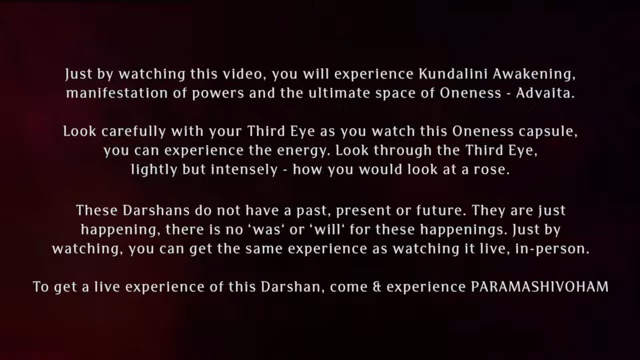 Just by watching this video, you will experience Kundalini Awakening,
manifestation of powers and the ultimate space of Oneness - Advaita.
Look carefully with your Third Eye as you watch this Oneness capsule,
you can experience the energy. Look through the Third Eye,
lightly but intensely - how you would look at a rose.
These Darshans do not have a past, present or future. They are just
happening, there is no 'was' or 'will' for these happenings. Just by
watching, you can get the same experience as watching it live, in-person.
To get a live experience of this Darshan, come & experience PARAMASHIVOHAM